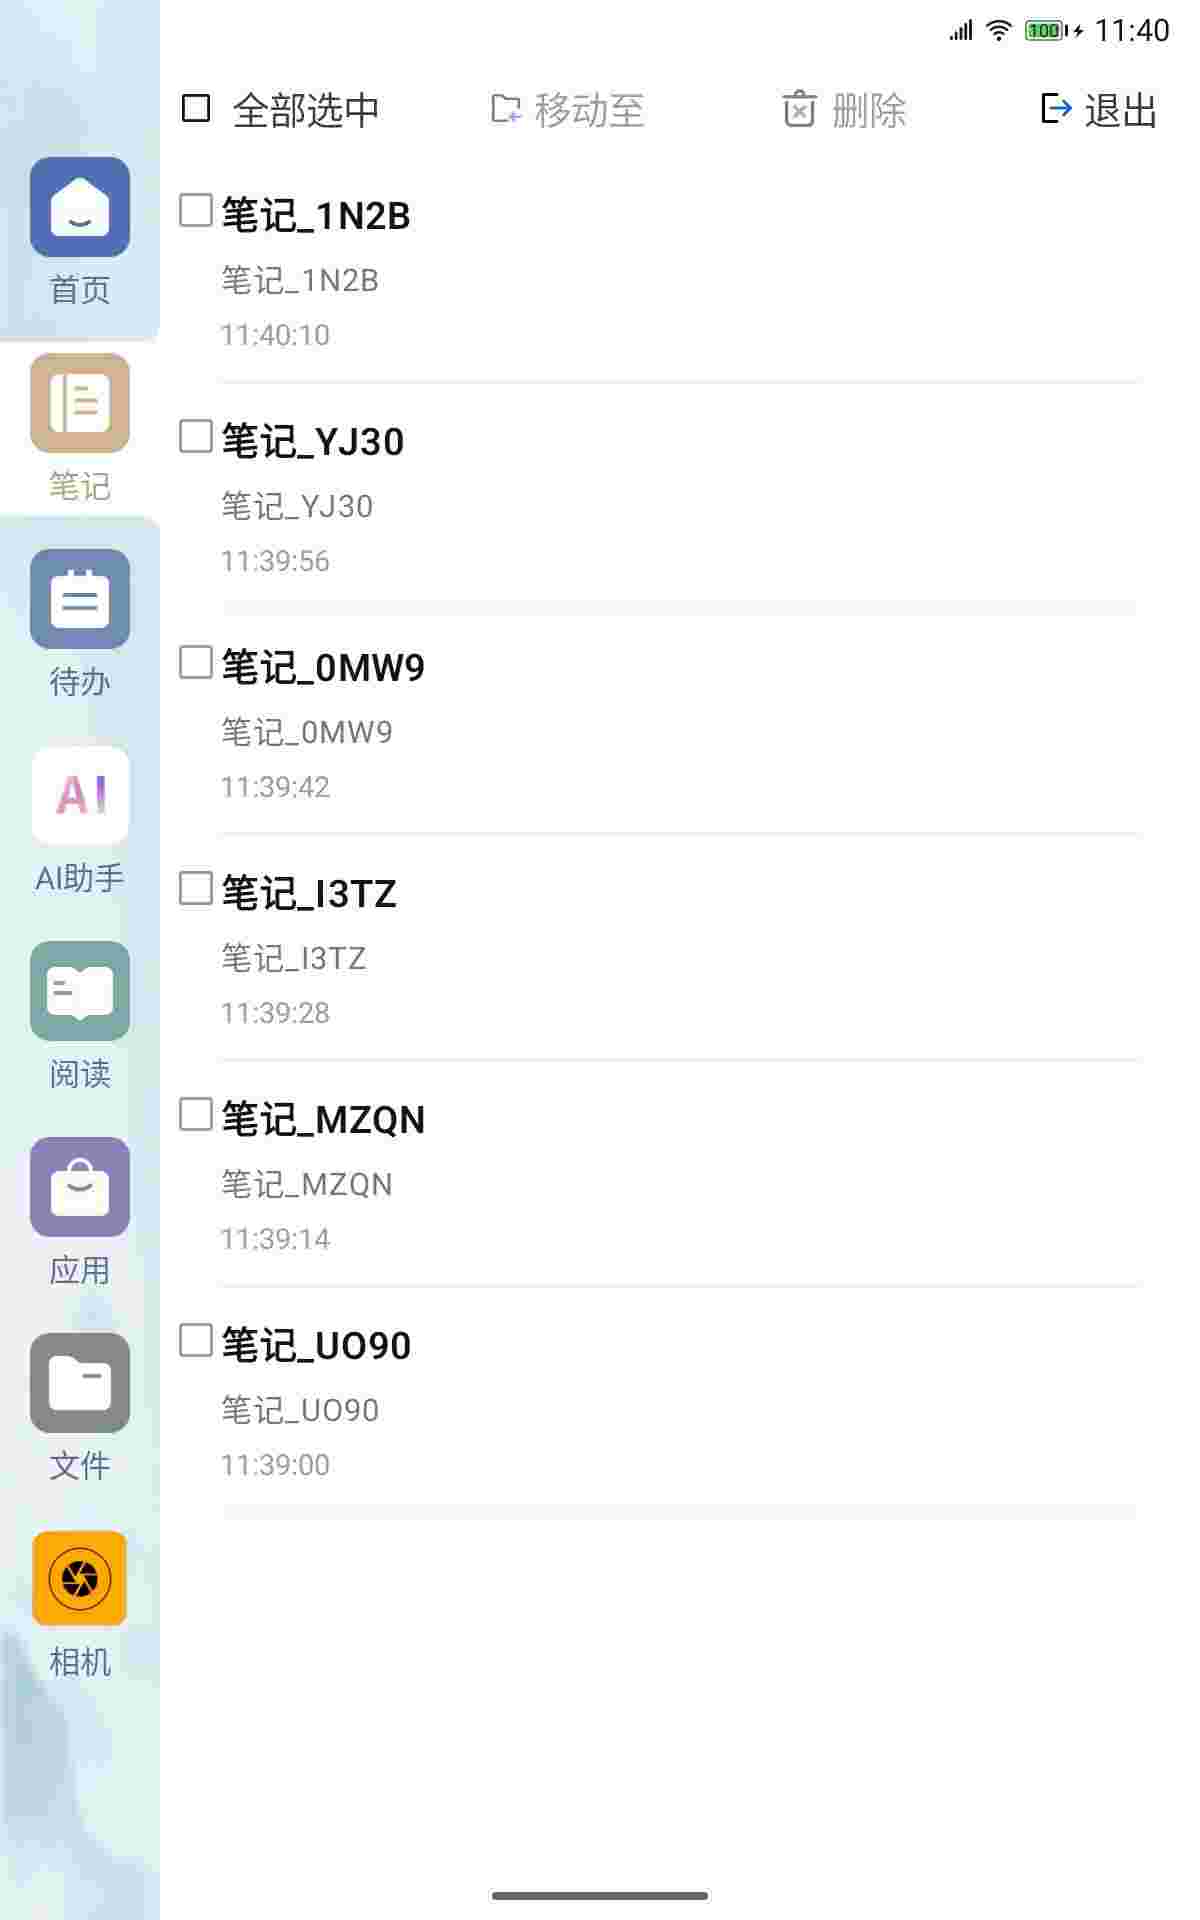 100 11:40
全部选中 移动至 删除 退出
首页
笔记
待办
AI
AI助手
阅读
应用
文件
相机
笔记_1N2B
笔记_1N2B
11:40:10
笔记_YJ30
笔记_YJ30
11:39:56
笔记_0MW9
笔记_0MW9
11:39:42
笔记_I3TZ
笔记_I3TZ
11:39:28
笔记_MZQN
笔记_MZQN
11:39:14
笔记_UO90
笔记_UO90
11:39:00